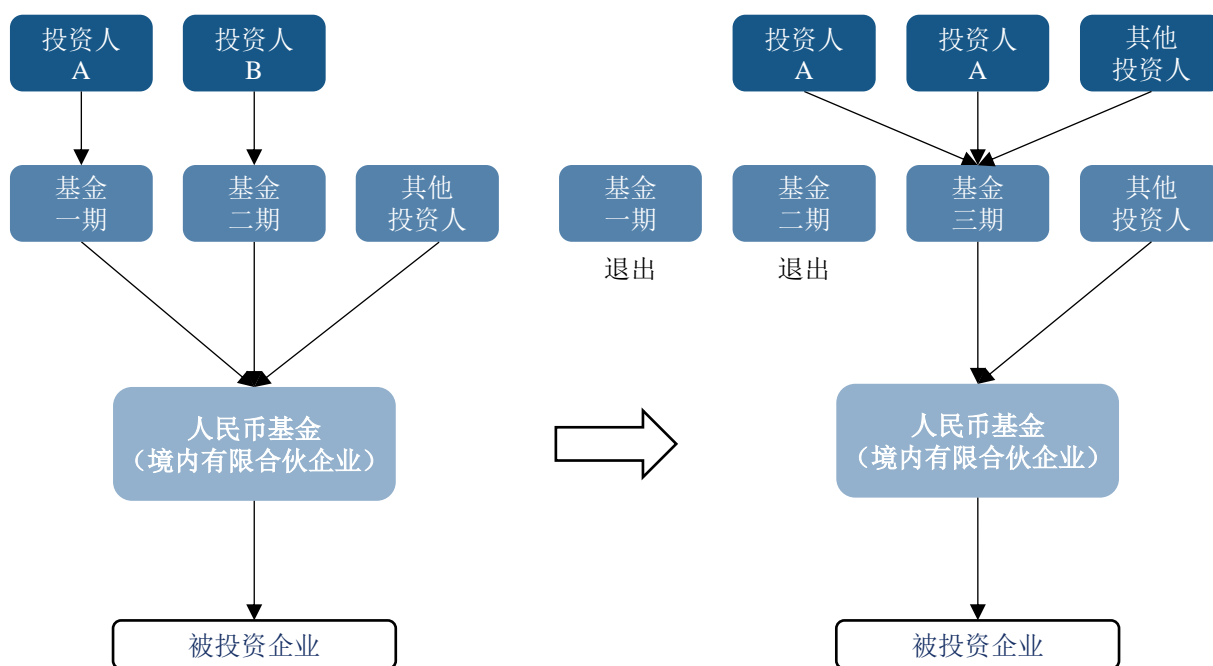 投资人
A
投资人
B
投资人
A
投资人
A
其他
投资人
基金
一期
基金
二期
其他
投资人
基金
一期
基金
二期
基金
三期
其他
投资人
退出
退出
人民币基金
（境内有限合伙企业）
人民币基金
（境内有限合伙企业）
被投资企业
被投资企业